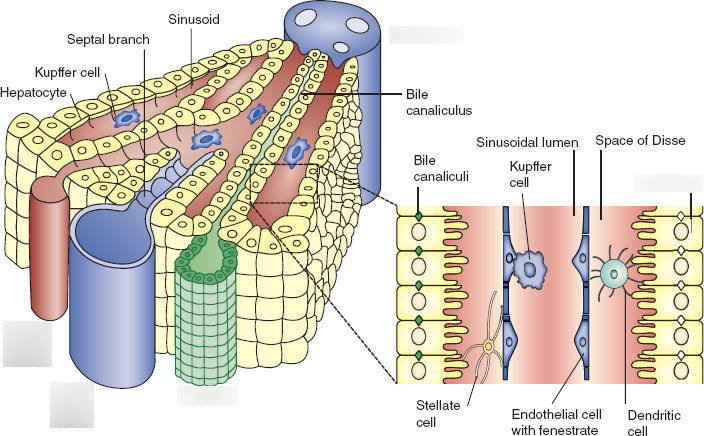 Sinusoid
Septal branch
Kupffer cell
Hepatocyte
Bile
canaliculus
Sinusoidal lumen
Space of Disse
Bile
canaliculi
Kupffer
cell
Stellate
cell
Endothelial cell
with fenestrate
Dendritic
cell